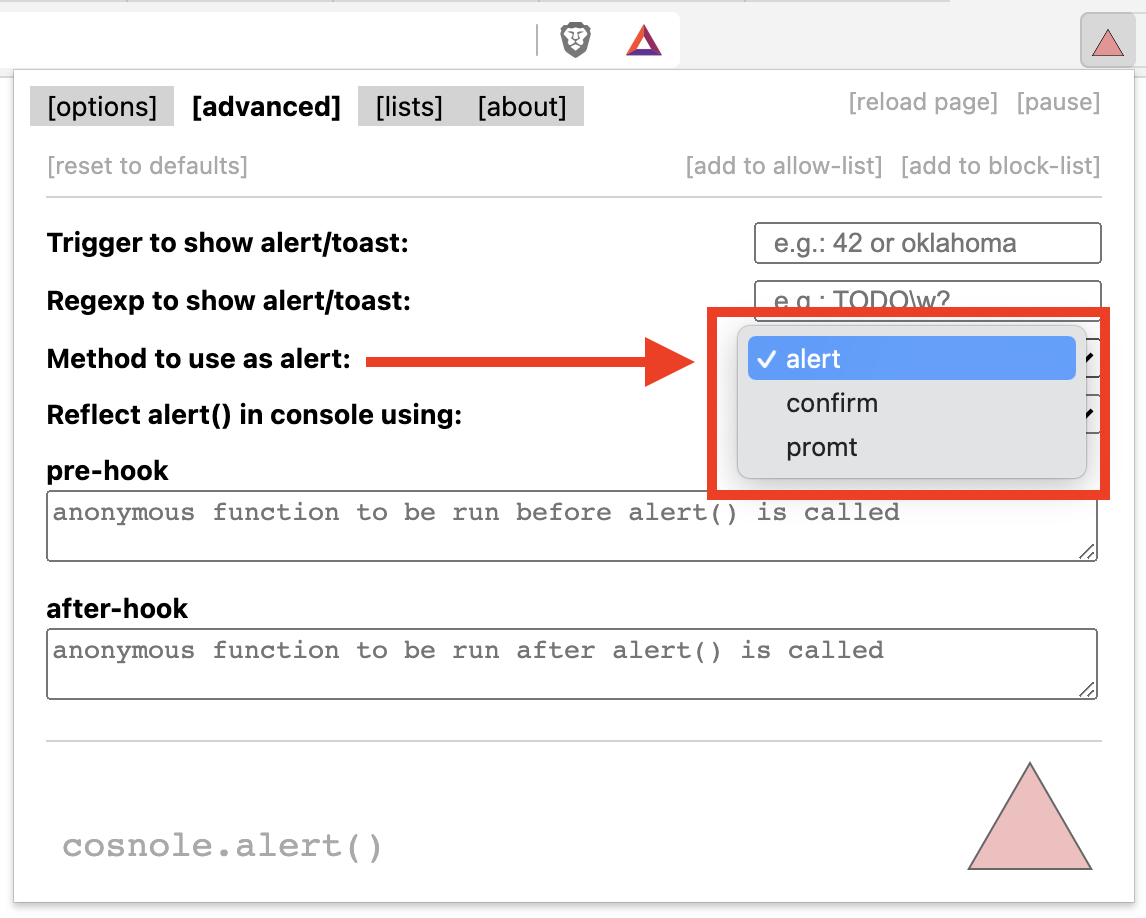 [options] [advanced] [lists] [about] [reload page] [pause]
[reset to defaults] [add to allow-list] [add to block-list]
Trigger to show alert/toast: e.g.: 42 or oklahoma
Regexp to show alert/toast: e.g.: TODO\w?
Method to use as alert: alert
confirm
Reflect alert() in console using:
promt
pre-hook
anonymous function to be run before alert() is called
after-hook
anonymous function to be run after alert() is called
cosnole.alert()